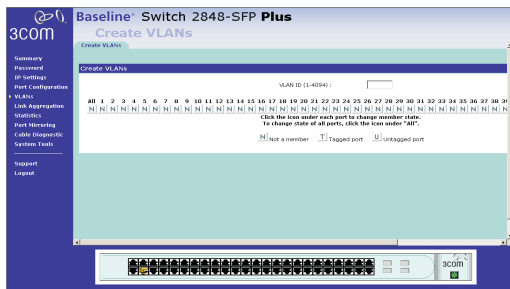 3COM
Baseline* Switch 2848-SFP Plus
Create VLANs
Create VLANs
Summary
Password
IP Settings
Port Configuration
VLANs
Link Aggregation
Statistics
Port Mirroring
Cable Diagnostic
System Tools
Support
Logout
Create VLANs
VLAN ID (1-4094) :
All 1 2 3 4 5 6 7 8 9 10 11 12 13 14 15 16 17 18 19 20 21 22 23 24 25 26 27 28 29 30 31 32 33 34 35 36 37 38
N N N N N N N N N N N N N N N N N N N N N N N N N N N N N N N N N N N N N N N
Click the icon under each port to change member state.
To change state of all ports, click the icon under "All".
N Not a member T Tagged port U Untagged port
3com